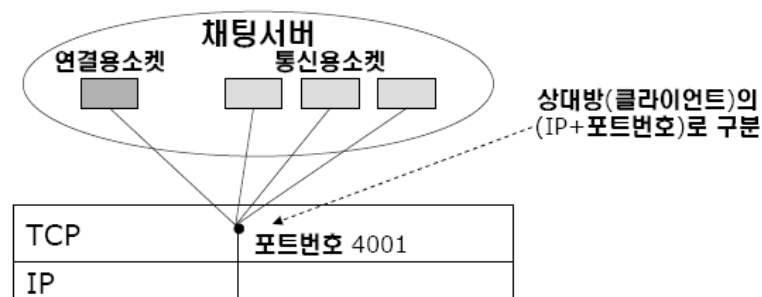 채팅서버
연결용소켓 통신용소켓
상대방(클라이언트)의
(IP+포트번호)로 구분
TCP
포트번호 4001
IP